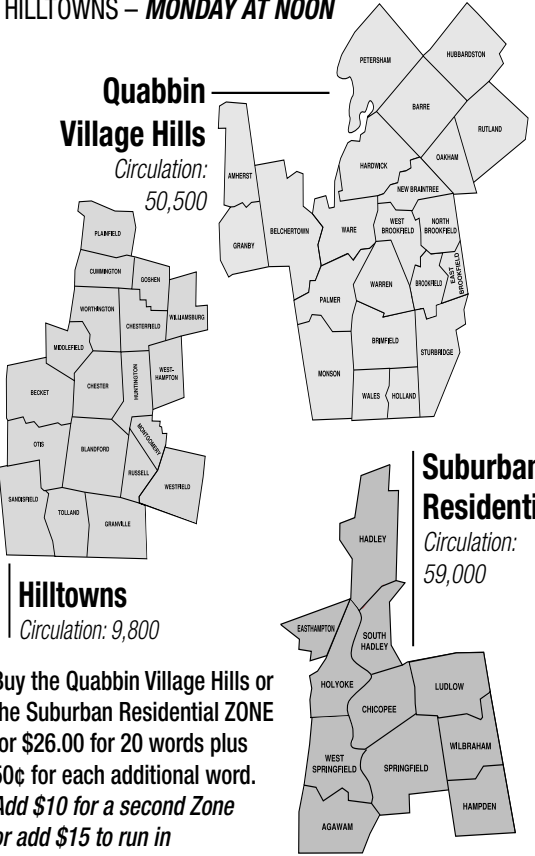 HILLTOWNS – MONDAY AT NOON
Quabbin
Village Hills
Circulation:
50,500
PETERSHAM
HUBBARDSTON
BARRE
RUTLAND
HARDWICK
OAKHAM
NEW BRAINTREE
AMHERST
BELCHERTOWN
GRANBY
WARE
WEST
BROOKFIELD
NORTH
BROOKFIELD
EAST
BROOKFIELD
BROOKFIELD
WARREN
PALMER
BRIMFIELD
STURBRIDGE
MONSON
WALES
HOLLAND
PLAINFIELD
CUMMINGTON
GOSHEN
WORTHINGTON
WILLIAMSBURG
CHESTERFIELD
MIDDLEFIELD
WEST-
HAMPTON
HUNTINGTON
CHESTER
BECKET
MONTGOMERY
OTIS
BLANDFORD
RUSSELL
WESTFIELD
SANDISFIELD
TOLLAND
GRANVILLE
Hilltowns
Circulation: 9,800
Suburban
Residenti
Circulation:
59,000
HADLEY
EASTHAMPTON
SOUTH
HADLEY
HOLYOKE
LUDLOW
CHICOPEE
WILBRAHAM
WEST
SPRINGFIELD
SPRINGFIELD
HAMPDEN
AGAWAM
Buy the Quabbin Village Hills or
the Suburban Residential ZONE
for $26.00 for 20 words plus
50¢ for each additional word.
Add $10 for a second Zone
or add $15 to run in